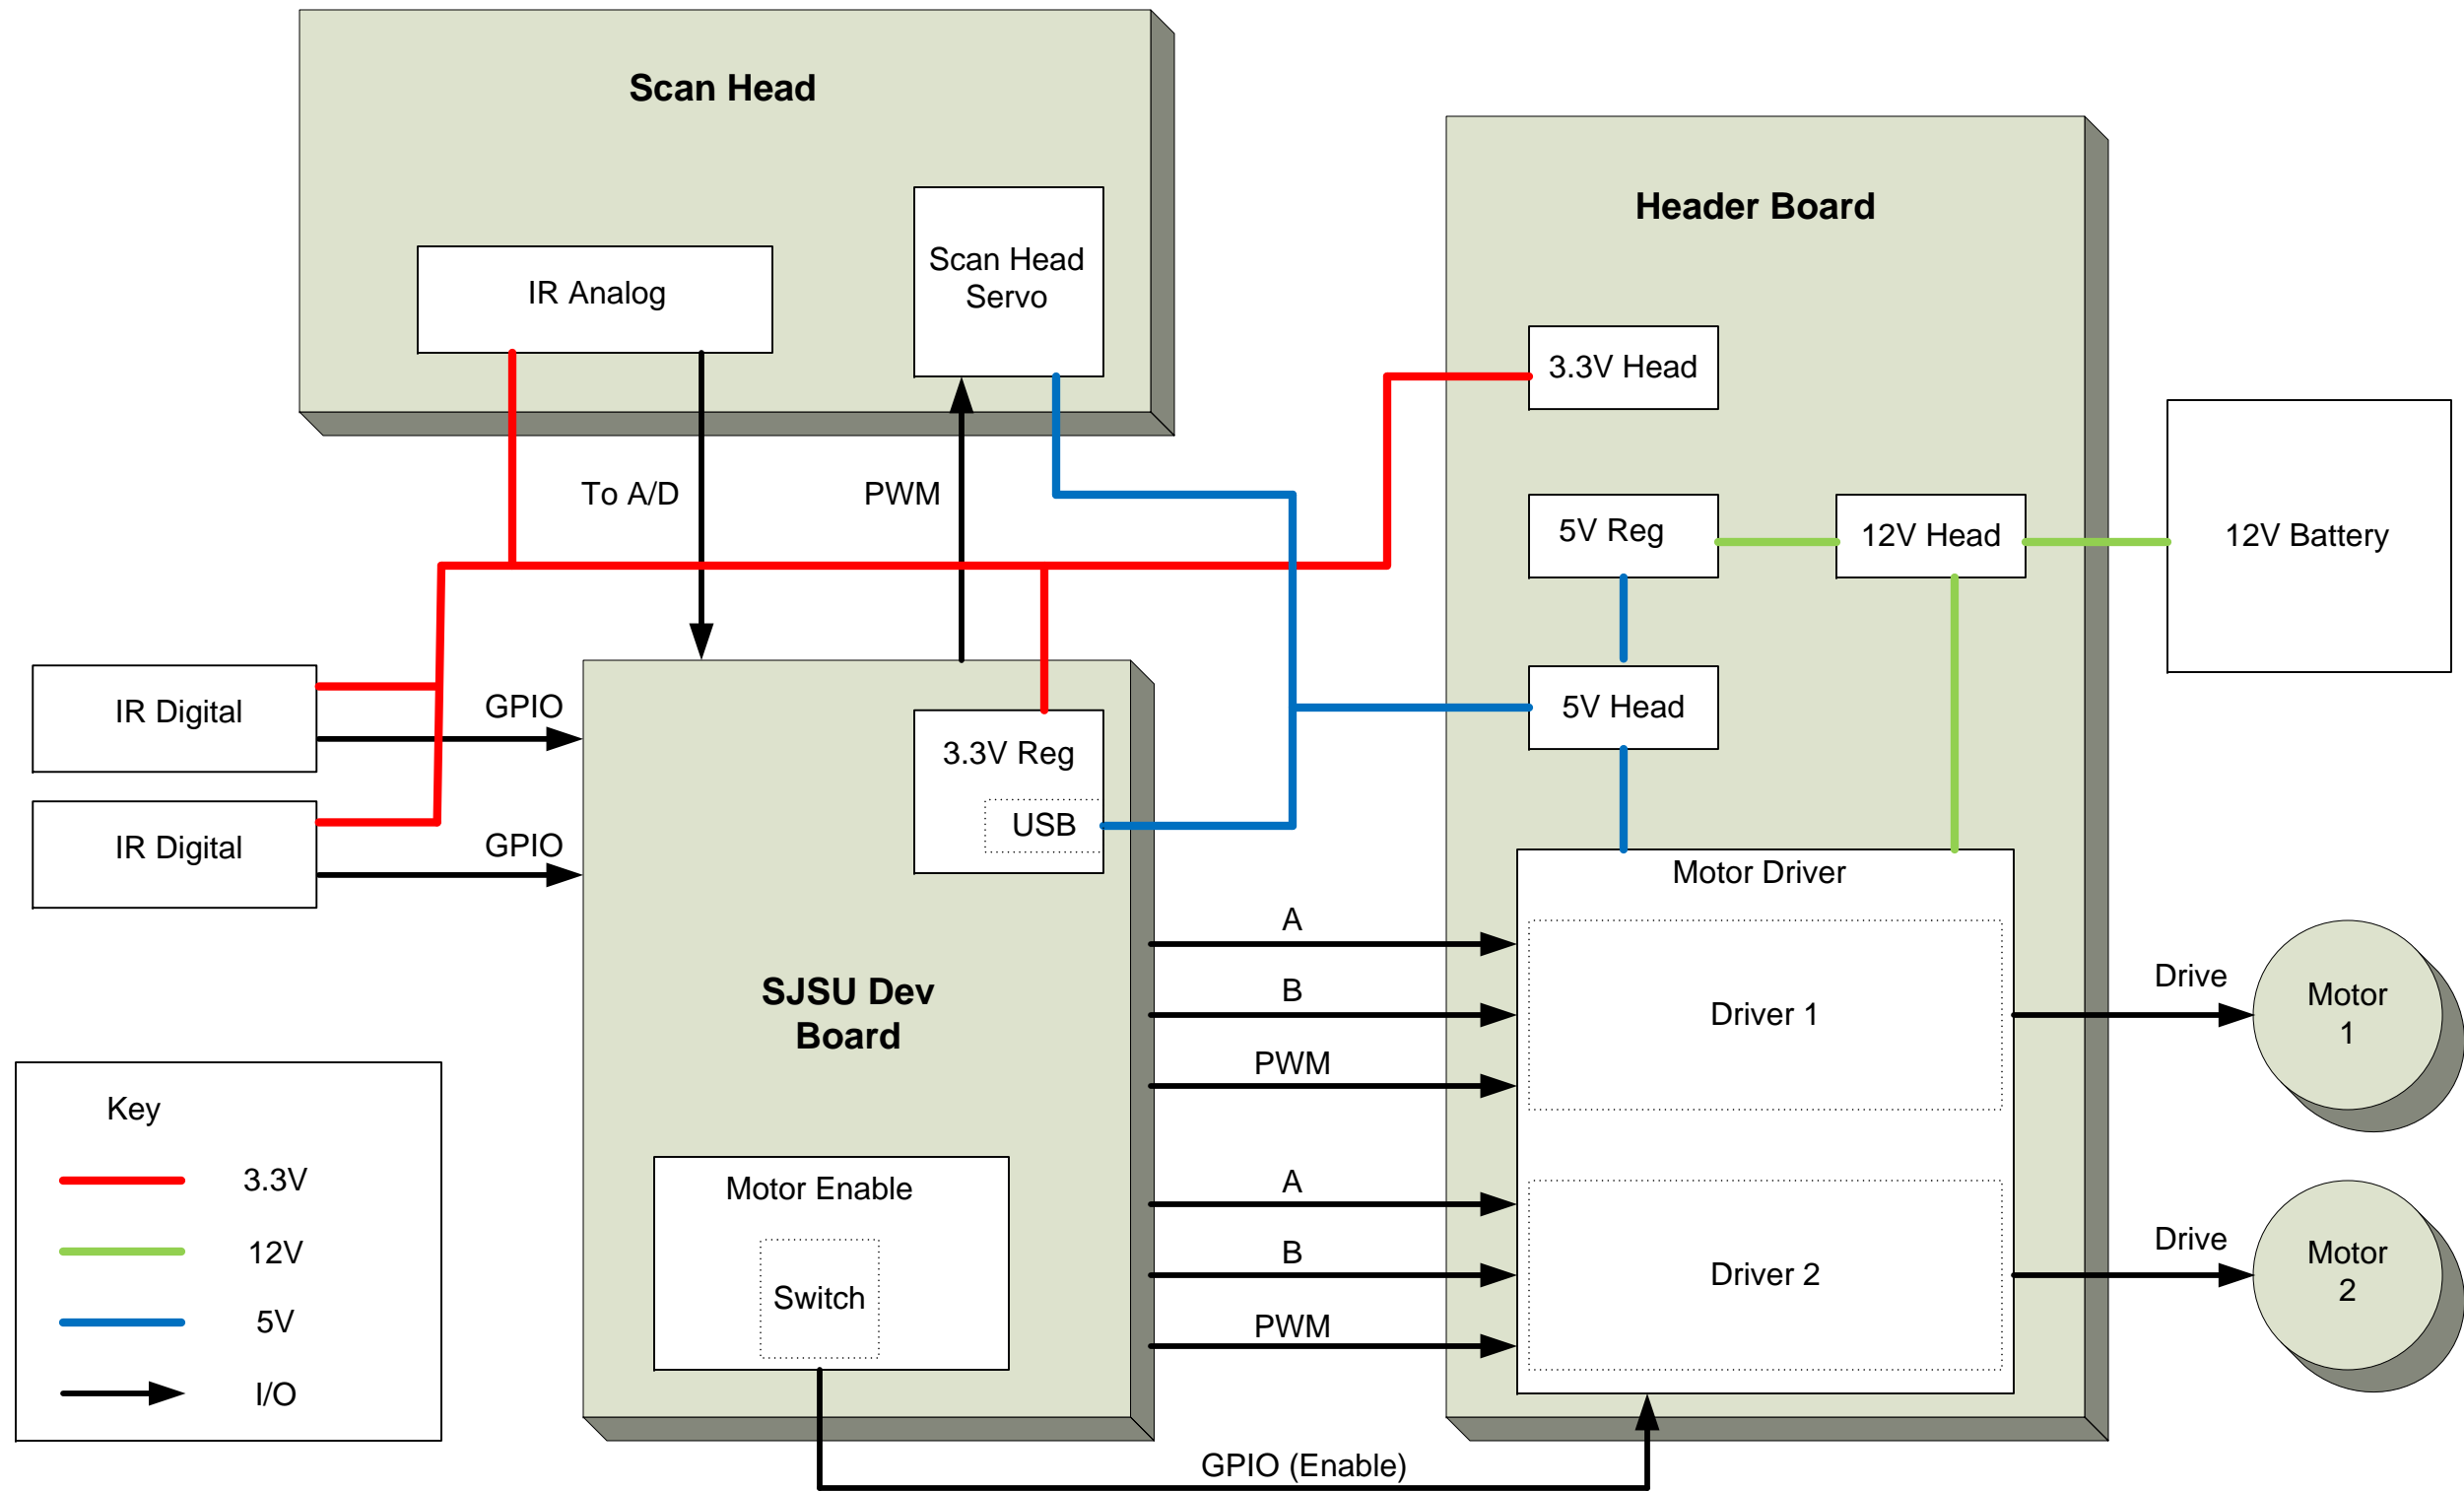 Scan Head
IR Analog
Scan Head
Servo
To A/D
PWM
Header Board
3.3V Head
5V Reg
12V Head
12V Battery
5V Head
IR Digital
GPIO
IR Digital
GPIO
3.3V Reg
USB
SJSU Dev
Board
Motor Enable
Switch
A
B
PWM
A
B
PWM
Motor Driver
Driver 1
Driver 2
Drive
Motor
1
Drive
Motor
2
GPIO (Enable)
Key
3.3V
12V
5V
I/O